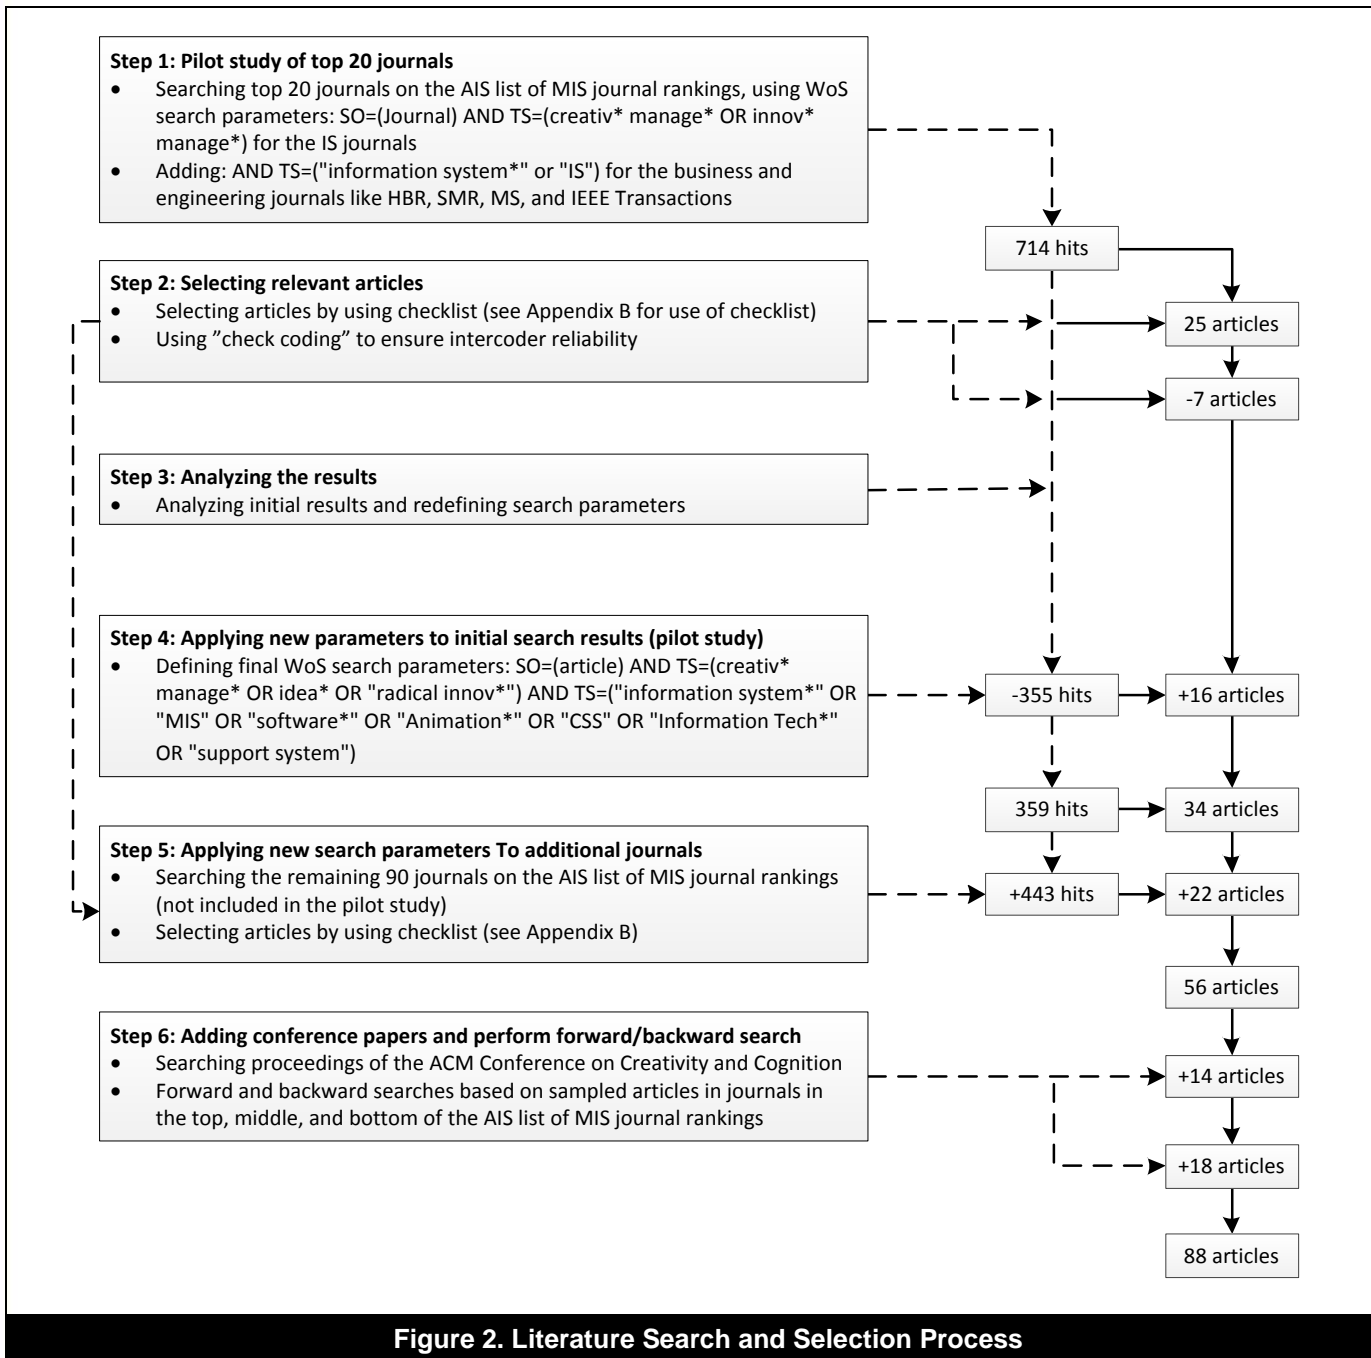 Step 1: Pilot study of top 20 journals
• Searching top 20 journals on the AIS list of MIS journal rankings, using WoS
search parameters: SO=(Journal) AND TS=(creativ* manage* OR innov*
manage*) for the IS journals
• Adding: AND TS=("information system*" or "IS") for the business and
engineering journals like HBR, SMR, MS, and IEEE Transactions
714 hits
Step 2: Selecting relevant articles
• Selecting articles by using checklist (see Appendix B for use of checklist)
• Using ”check coding” to ensure intercoder reliability
25 articles
-7 articles
Step 3: Analyzing the results
• Analyzing initial results and redefining search parameters
Step 4: Applying new parameters to initial search results (pilot study)
• Defining final WoS search parameters: SO=(article) AND TS=(creativ*
manage* OR idea* OR "radical innov*") AND TS=("information system*" OR
"MIS" OR "software*" OR "Animation*" OR "CSS" OR "Information Tech*"
OR "support system")
-355 hits
+16 articles
359 hits
34 articles
Step 5: Applying new search parameters To additional journals
• Searching the remaining 90 journals on the AIS list of MIS journal rankings
(not included in the pilot study)
• Selecting articles by using checklist (see Appendix B)
+443 hits
+22 articles
56 articles
Step 6: Adding conference papers and perform forward/backward search
• Searching proceedings of the ACM Conference on Creativity and Cognition
• Forward and backward searches based on sampled articles in journals in
the top, middle, and bottom of the AIS list of MIS journal rankings
+14 articles
+18 articles
88 articles
Figure 2. Literature Search and Selection Process